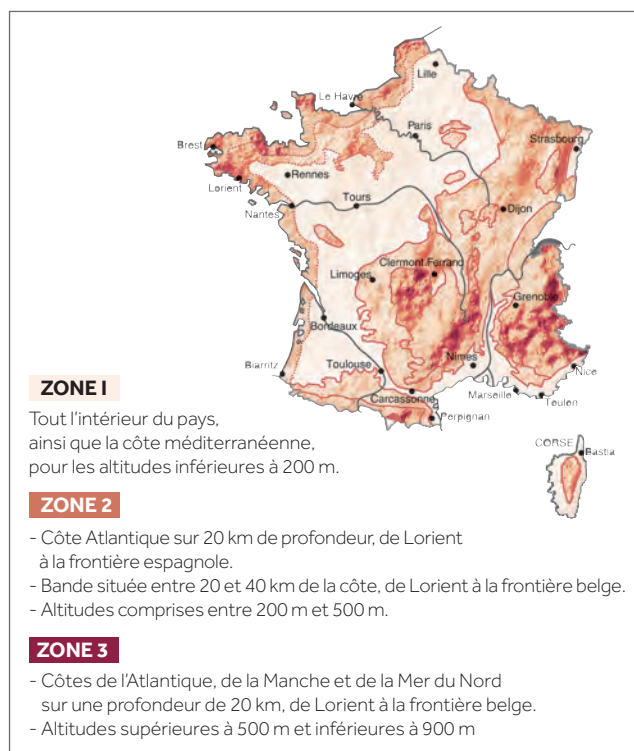 Lille
Le Havre
Paris
Strasbourg
Brest
Rennes
Lorient
Tours
Nantes
Dijon
Clermont Ferrand
Limoges
Grenoble
Bordeaux
Biarritz
Toulouse
Nimes
Nice
Carcassonne
Marseille
Toulon
Perpignan
CORSE
Bastia
ZONE I
Tout l'intérieur du pays,
ainsi que la côte méditerranéenne,
pour les altitudes inférieures à 200 m.
ZONE 2
- Côte Atlantique sur 20 km de profondeur, de Lorient
à la frontière espagnole.
- Bande située entre 20 et 40 km de la côte, de Lorient à la frontière belge.
- Altitudes comprises entre 200 m et 500 m.
ZONE 3
- Côtes de l'Atlantique, de la Manche et de la Mer du Nord
sur une profondeur de 20 km, de Lorient à la frontière belge.
- Altitudes supérieures à 500 m et inférieures à 900 m